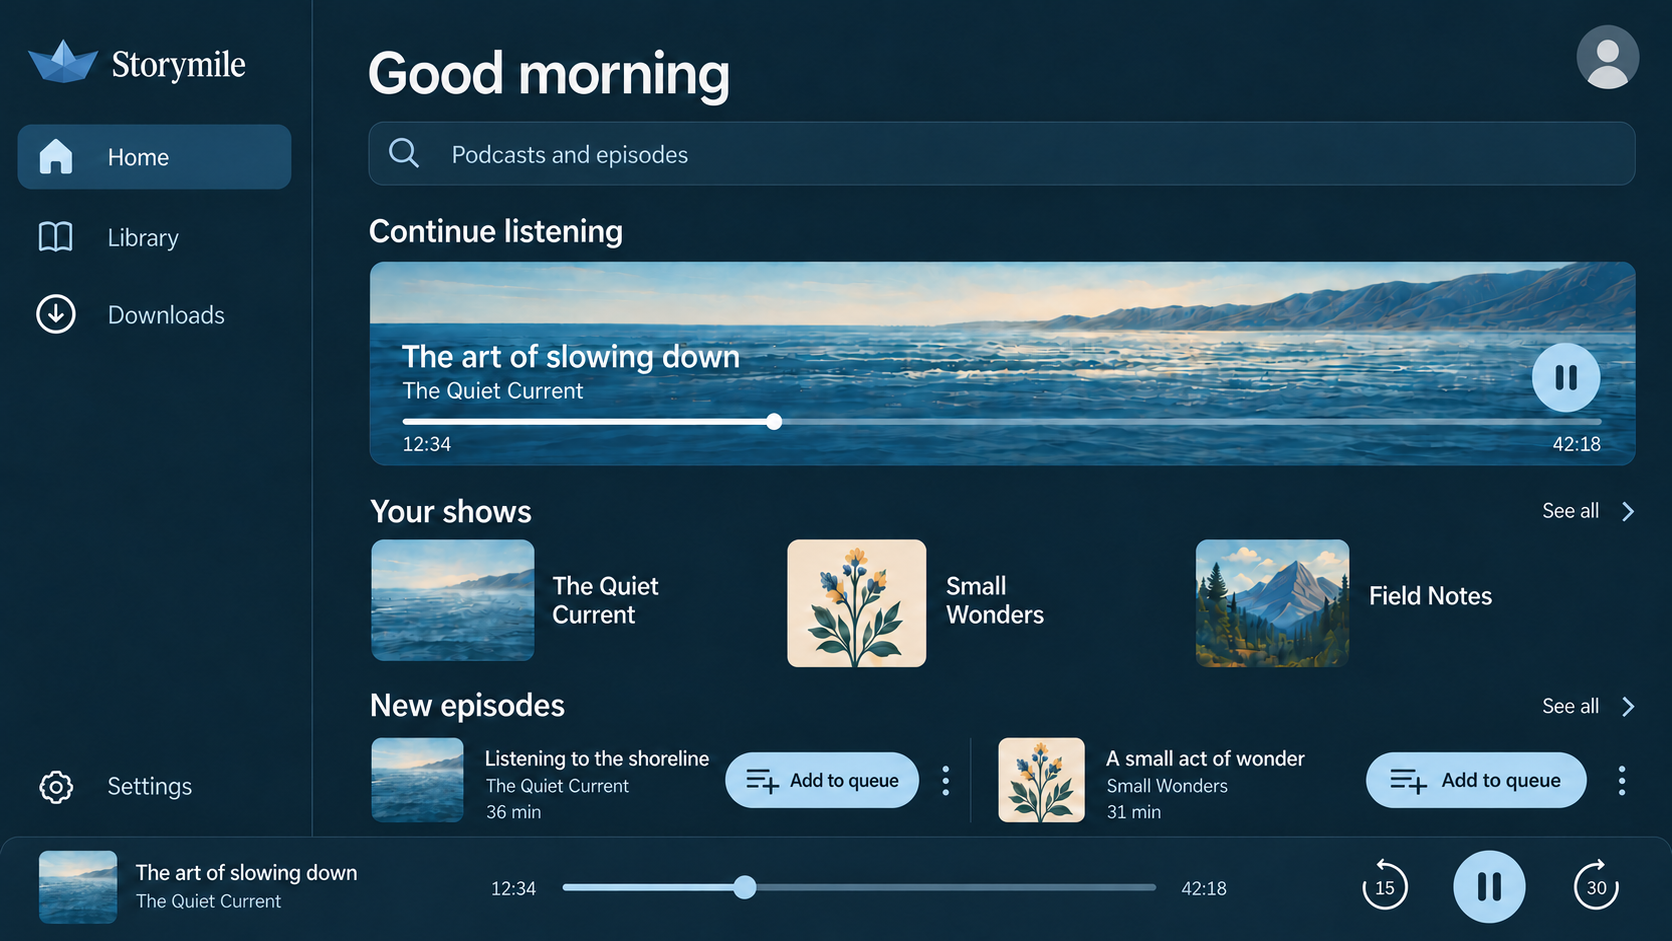 Storymile
Home
Library
Downloads
Settings
Good morning
Podcasts and episodes
Continue listening
The art of slowing down
The Quiet Current
12:34
42:18
Your shows
See all
The Quiet
Current
Small
Wonders
Field Notes
New episodes
See all
Listening to the shoreline
The Quiet Current
36 min
Add to queue
A small act of wonder
Small Wonders
31 min
Add to queue
The art of slowing down
The Quiet Current
12:34
42:18
15
30